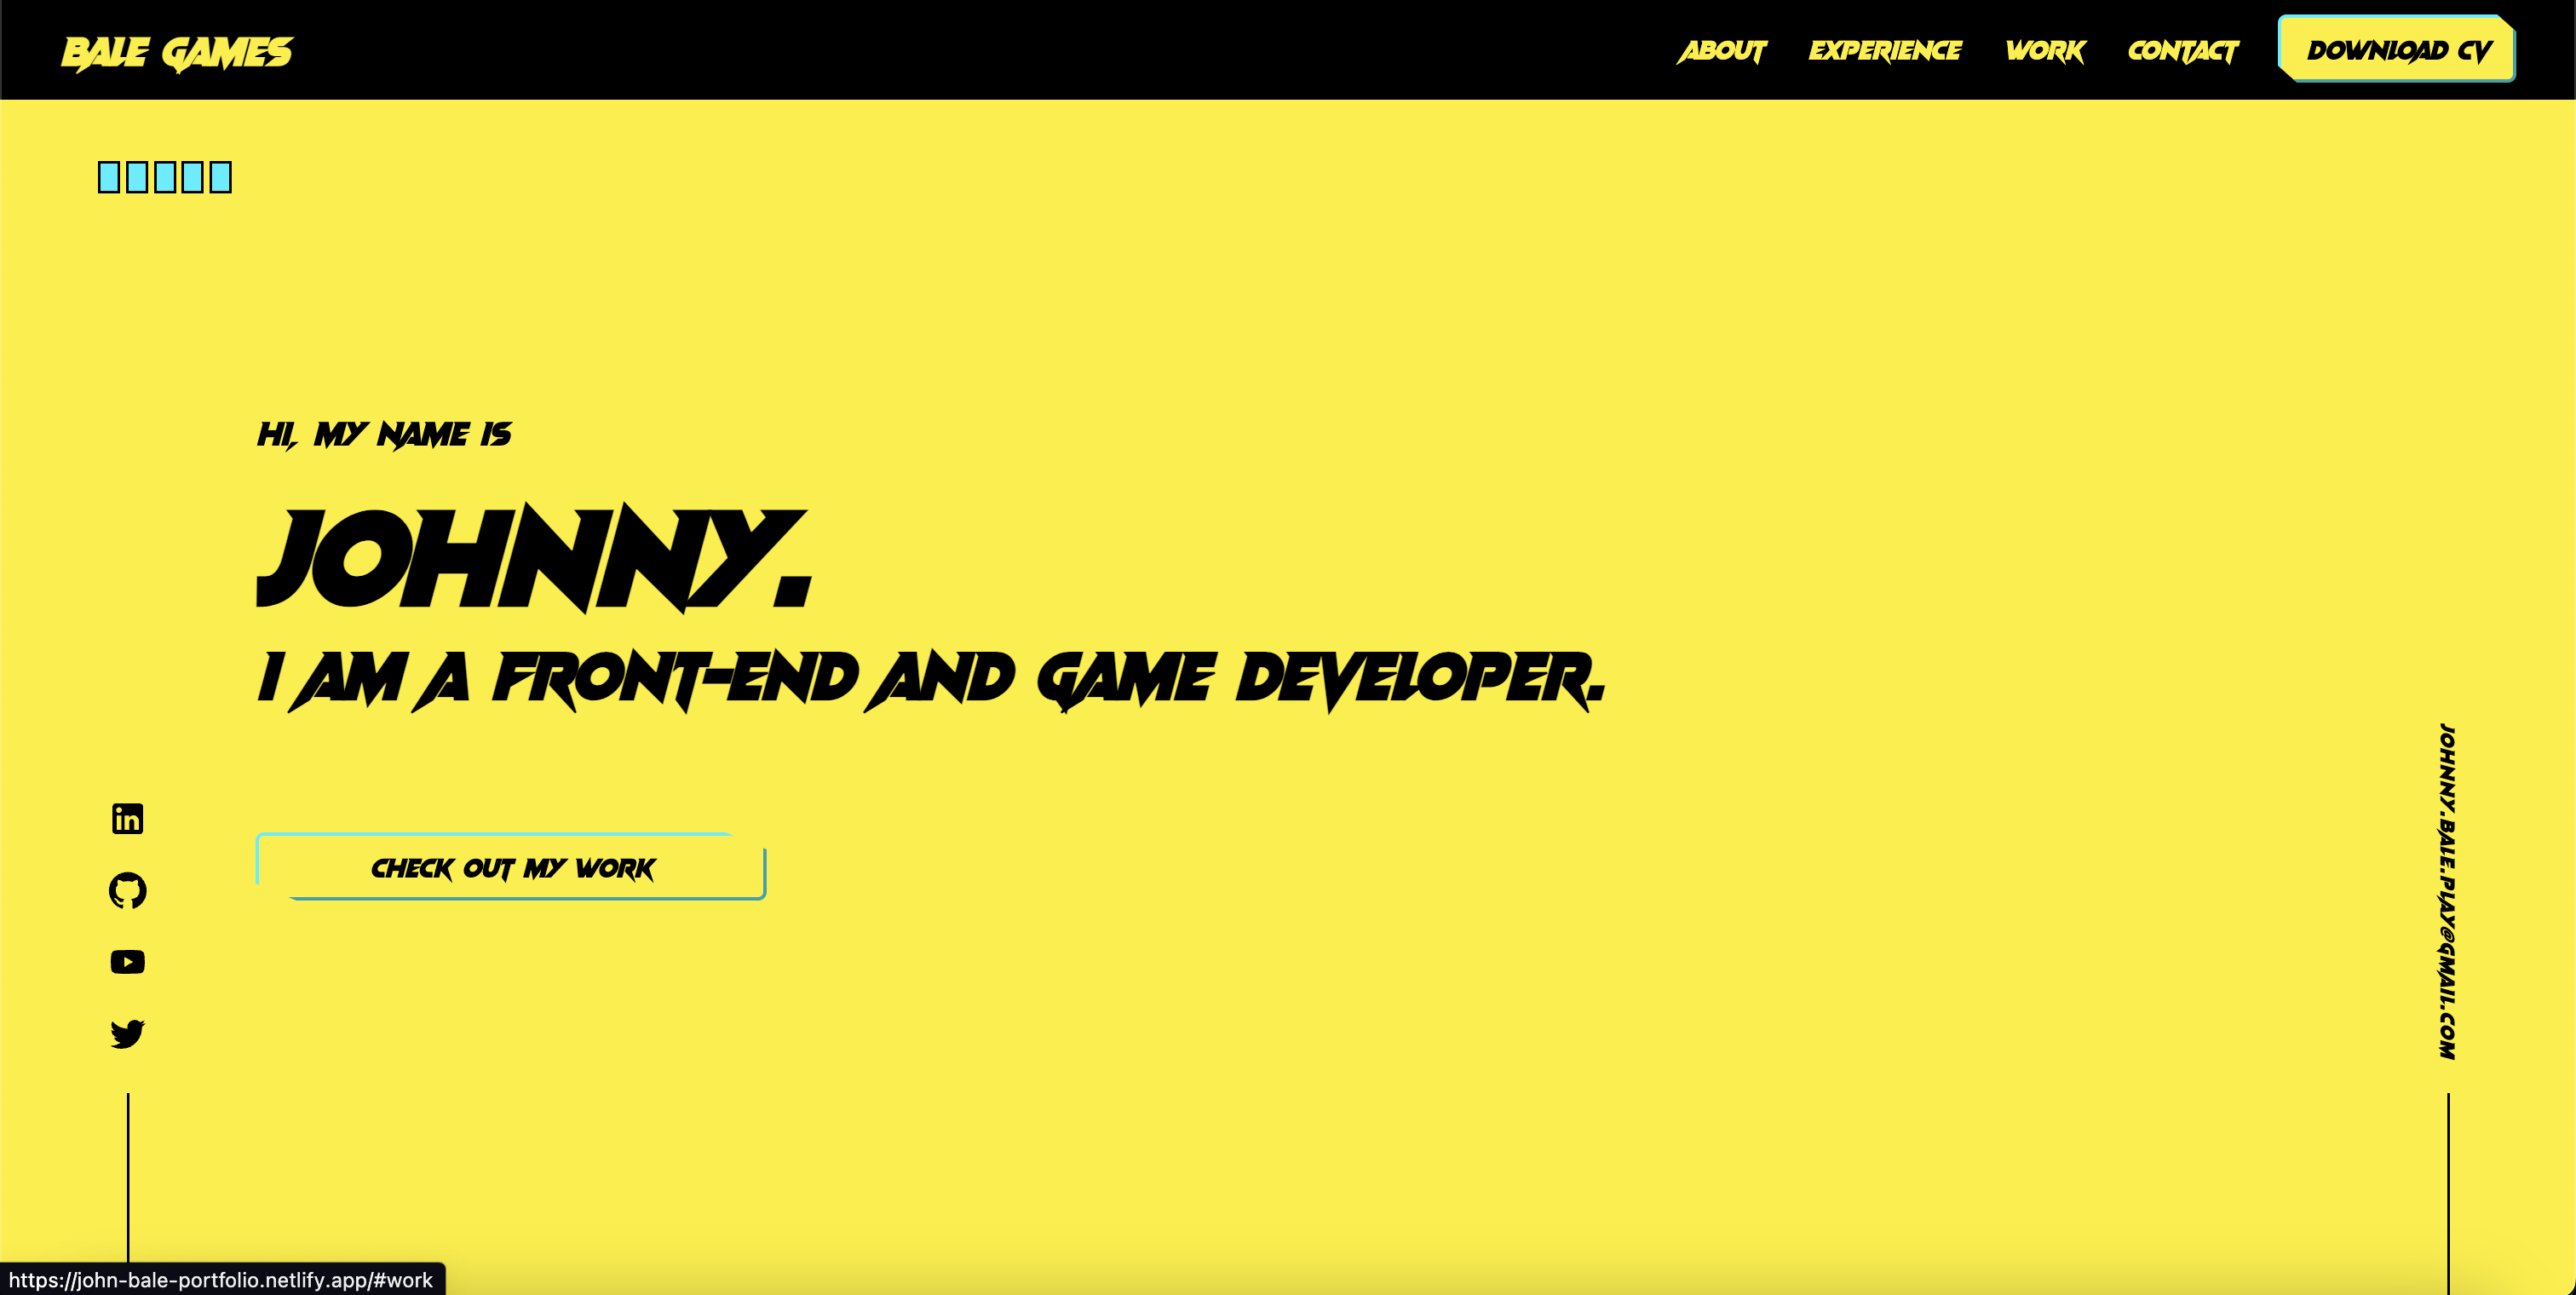 BALE GAMES
ABOUT EXPERIENCE WORK CONTACT DOWNLOAD CV
HI, MY NAME IS
JOHNNY.
I AM A FRONT-END AND GAME DEVELOPER.
CHECK OUT MY WORK
JOHNNY.BALE.PLAY@GMAIL.COM
https://john-bale-portfolio.netlify.app/#work